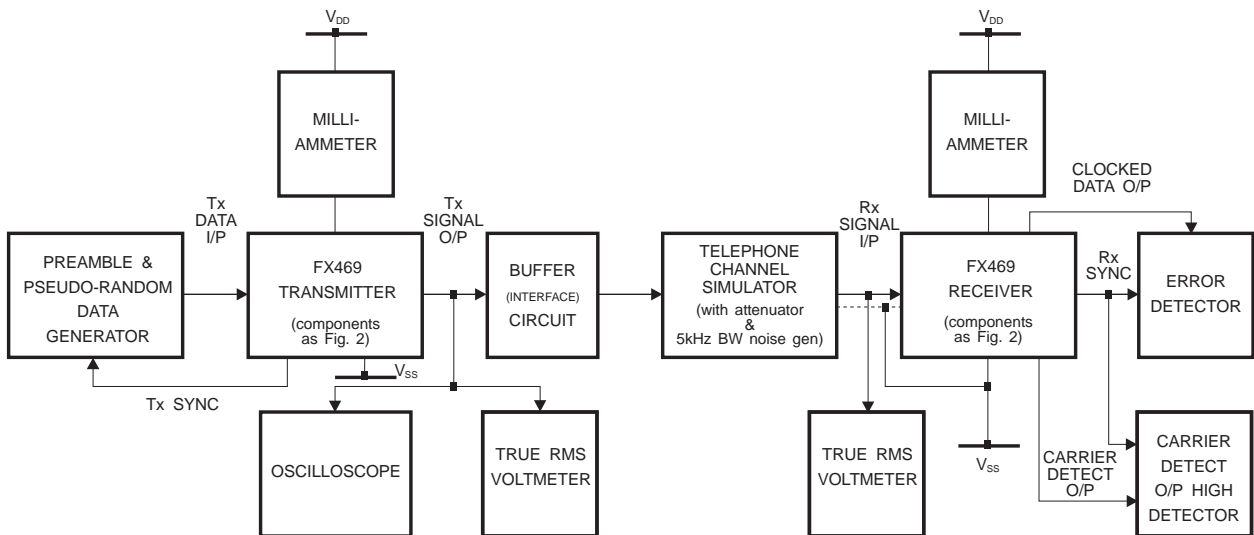 VDD
MILLI-
AMMETER
Tx
DATA
I/P
Tx
SIGNAL
O/P
PREAMBLE &
PSEUDO-RANDOM
DATA
GENERATOR
FX469
TRANSMITTER
(components
as Fig. 2)
BUFFER
(INTERFACE)
CIRCUIT
VSS
Tx SYNC
OSCILLOSCOPE
TRUE RMS
VOLTMETER
TELEPHONE
CHANNEL
SIMULATOR
(with attenuator
&
5kHz BW noise gen)
Rx
SIGNAL
I/P
VDD
MILLI-
AMMETER
FX469
RECEIVER
(components
as Fig. 2)
CLOCKED
DATA O/P
Rx
SYNC
ERROR
DETECTOR
TRUE RMS
VOLTMETER
VSS
CARRIER
DETECT
O/P
CARRIER
DETECT
O/P HIGH
DETECTOR